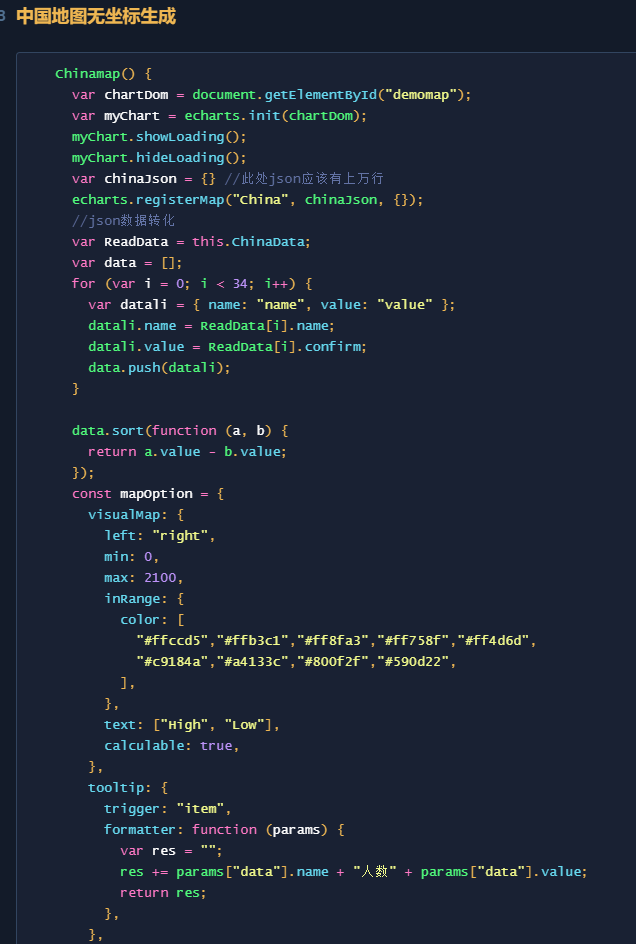 3 中国地图无坐标生成
Chinamap() {
var chartDom = document.getElementById("demomap");
var myChart = echarts.init(chartDom);
myChart.showLoading();
myChart.hideLoading();
var chinaJson = {} //此处json应该有上万行
echarts.registerMap("China", chinaJson, {});
//json数据转化
var ReadData = this.ChinaData;
var data = [];
for (var i = 0; i < 34; i++) {
var datali = { name: "name", value: "value" };
datali.name = ReadData[i].name;
datali.value = ReadData[i].confirm;
data.push(datali);
}
data.sort(function (a, b) {
return a.value - b.value;
});
const mapOption = {
visualMap: {
left: "right",
min: 0,
max: 2100,
inRange: {
color: [
"#ffccd5","#ffb3c1","#ff8fa3","#ff758f","#ff4d6d",
"#c9184a","#a4133c","#800f2f","#590d22",
],
},
text: ["High", "Low"],
calculable: true,
},
tooltip: {
trigger: "item",
formatter: function (params) {
var res = "";
res += params["data"].name + "人数" + params["data"].value;
return res;
},
},